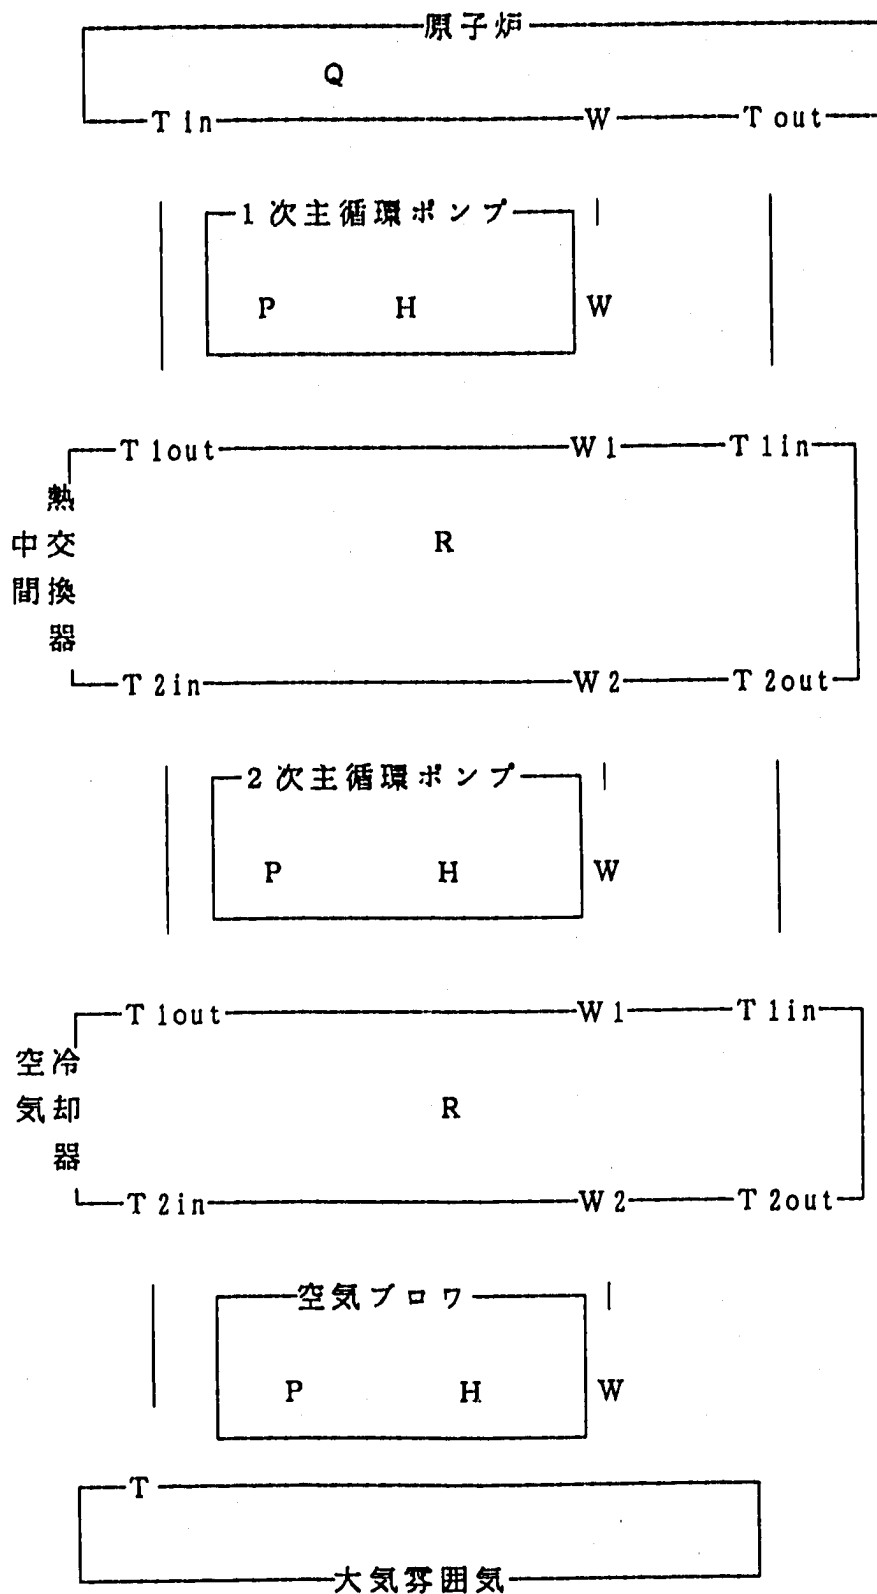 原子炉
Q
T in W T out
1次主循環ポンプ
P H W
T 1out W 1 T 1in
中間
熱交換器
R
T 2in W 2 T 2out
2次主循環ポンプ
P H W
T 1out W 1 T 1in
空気
冷却器
R
T 2in W 2 T 2out
空気ブロワ
P H W
T
大気雰囲気